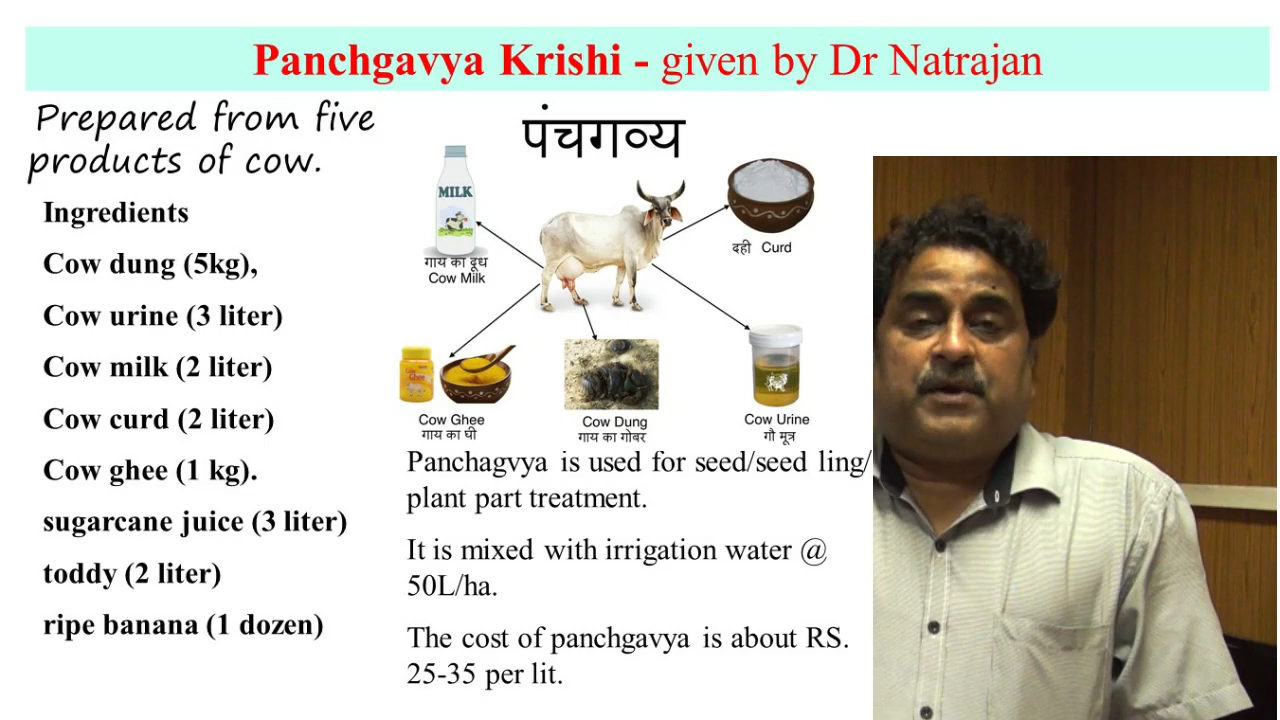 Panchgavya Krishi - given by Dr Natrajan
Prepared from five
products of cow.
Ingredients
Cow dung (5kg),
Cow urine (3 liter)
Cow milk (2 liter)
Cow curd (2 liter)
Cow ghee (1 kg).
sugarcane juice (3 liter)
toddy (2 liter)
ripe banana (1 dozen)
पंचगव्य
MILK
गाय का दूध
Cow Milk
दही Curd
Cow Ghee
गाय का घी
Cow Dung
गाय का गोबर
Cow Urine
गौ मूत्र
Panchagvya is used for seed/seed ling/
plant part treatment.
It is mixed with irrigation water @
50L/ha.
The cost of panchgavya is about RS.
25-35 per lit.